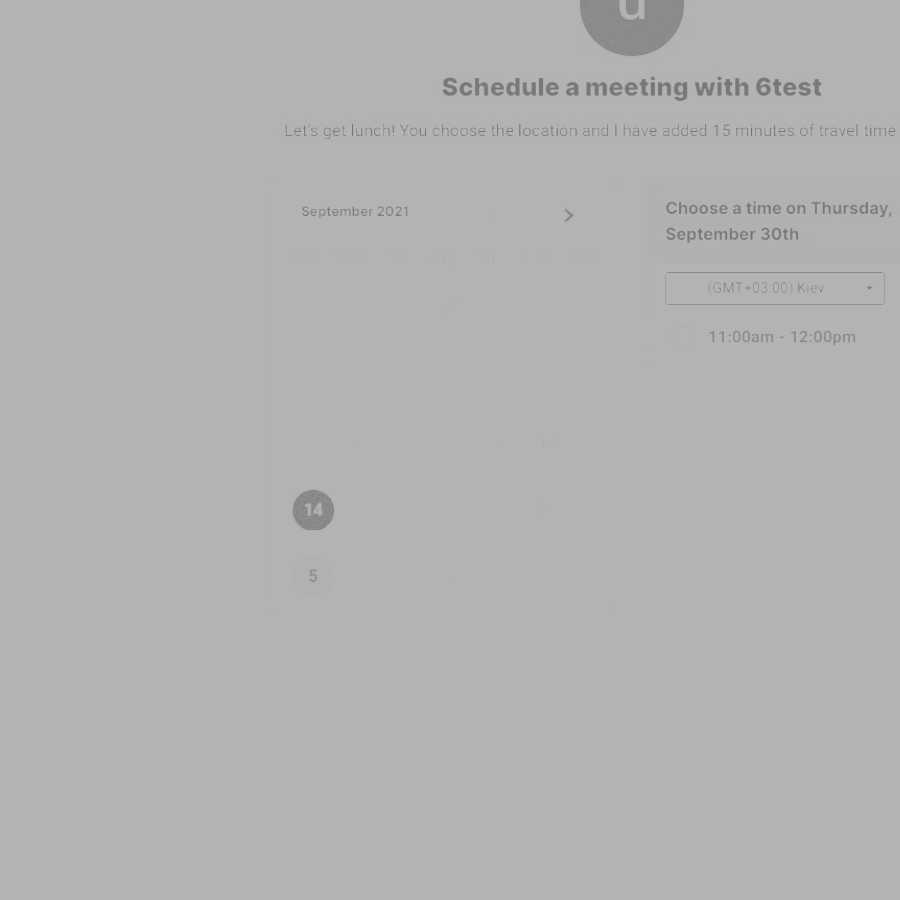 u
Schedule a meeting with 6test
Let's get lunch! You choose the location and I have added 15 minutes of travel time
September 2021
Choose a time on Thursday,
September 30th
(GMT+03:00) Kiev
11:00am - 12:00pm
14
5